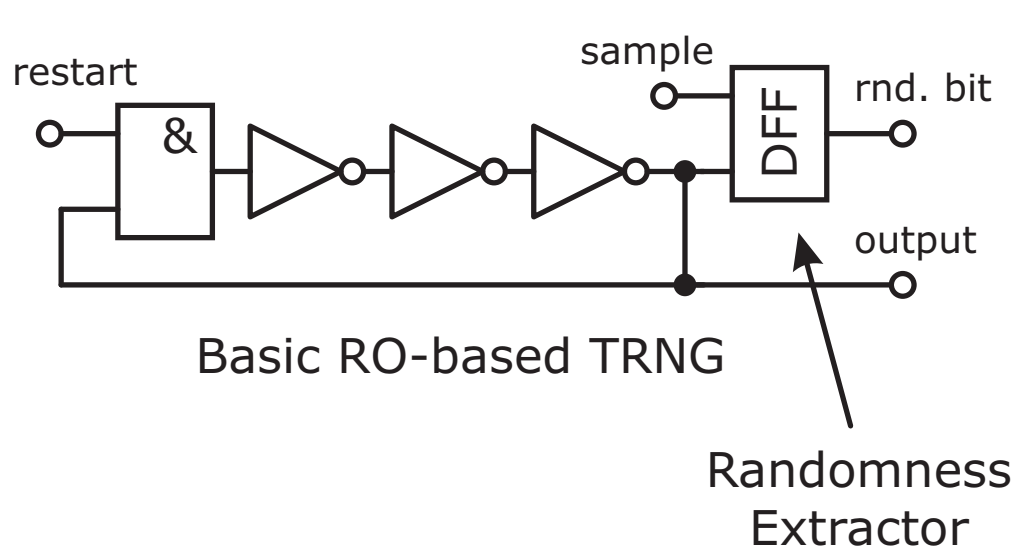 sample
restart
rnd. bit
&
DFF
output
Basic RO-based TRNG
Randomness
Extractor